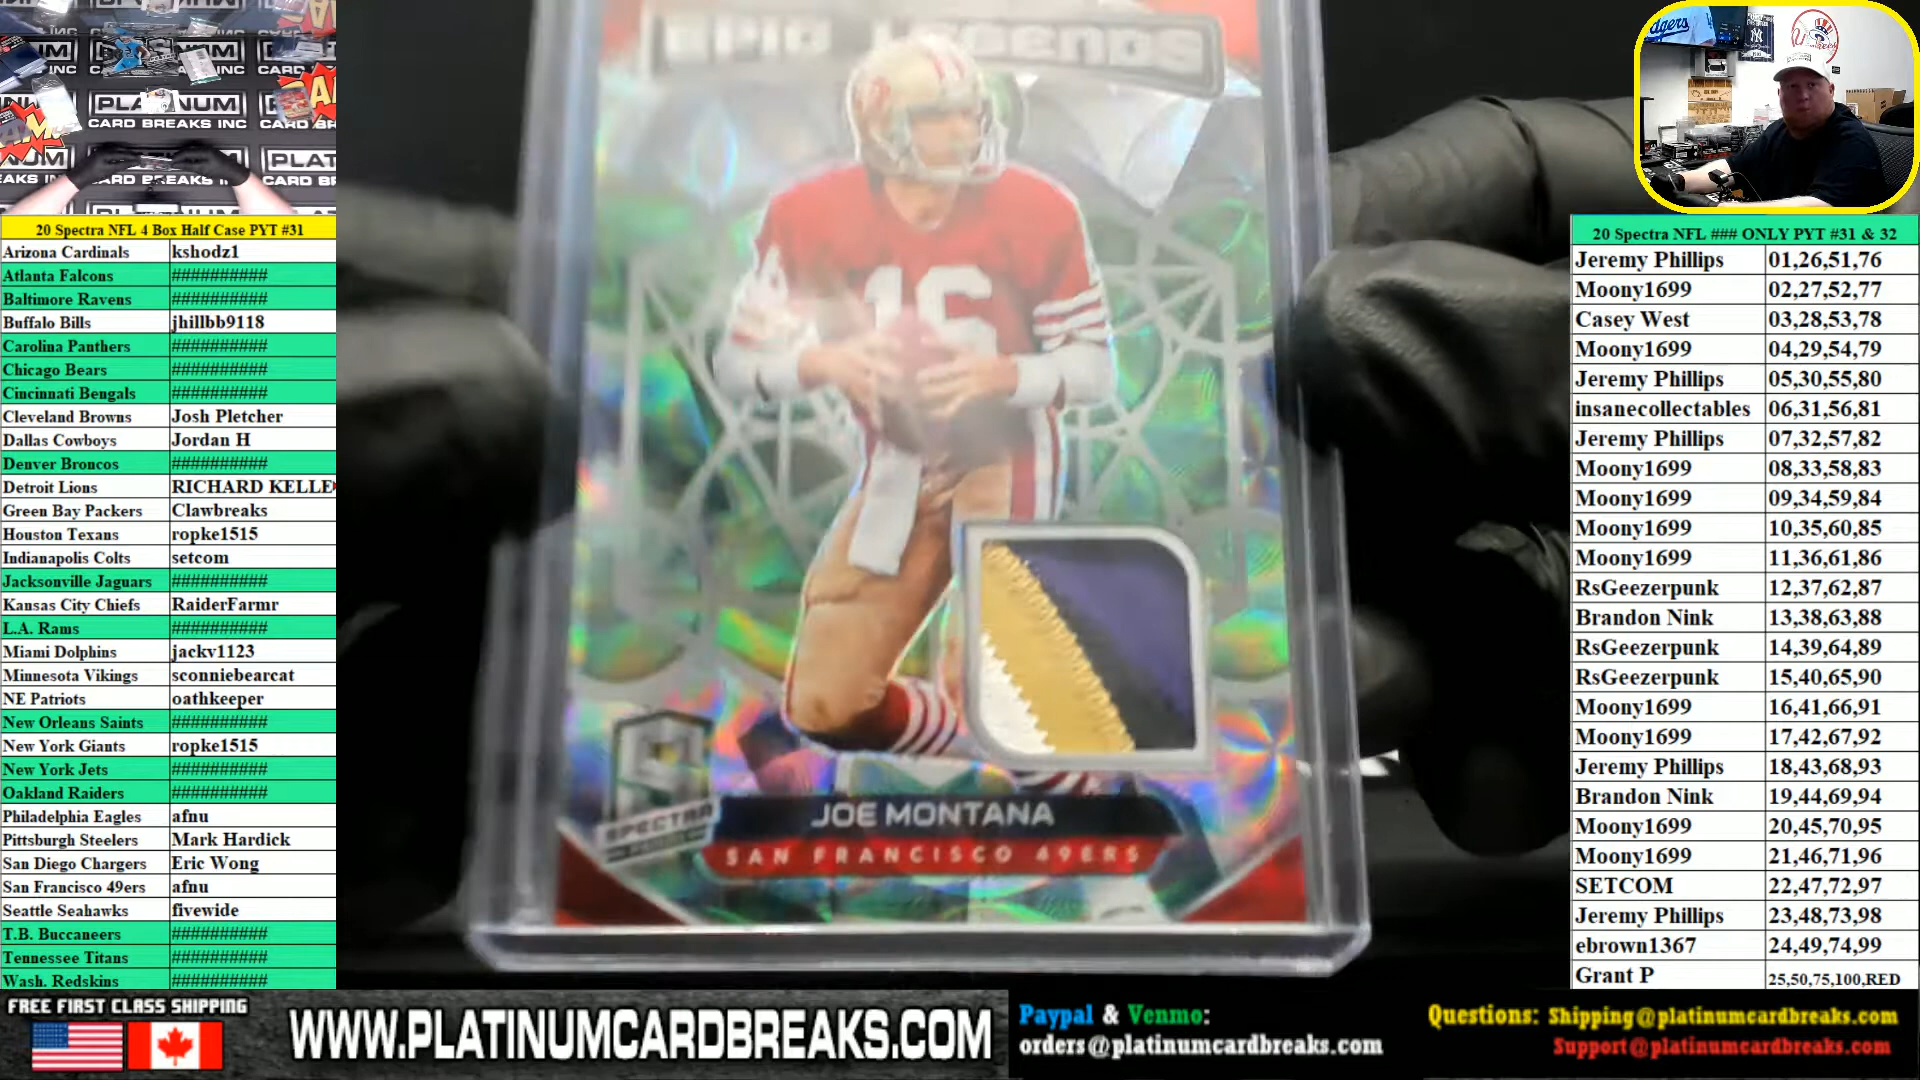 PLATINUM
CARD BREAKS INC
20 Spectra NFL 4 Box Half Case PYT #31
Arizona Cardinals kshodz1
Atlanta Falcons ##########
Baltimore Ravens ##########
Buffalo Bills jhillbb9118
Carolina Panthers ##########
Chicago Bears ##########
Cincinnati Bengals ##########
Cleveland Browns Josh Pletcher
Dallas Cowboys Jordan H
Denver Broncos ##########
Detroit Lions RICHARD KELLE
Green Bay Packers Clawbreaks
Houston Texans ropke1515
Indianapolis Colts setcom
Jacksonville Jaguars ##########
Kansas City Chiefs RaiderFarmr
L.A. Rams ##########
Miami Dolphins jackv1123
Minnesota Vikings sconniebearcat
NE Patriots oathkeeper
New Orleans Saints ##########
New York Giants ropke1515
New York Jets ##########
Oakland Raiders ##########
Philadelphia Eagles afnu
Pittsburgh Steelers Mark Hardick
San Diego Chargers Eric Wong
San Francisco 49ers afnu
Seattle Seahawks fivewide
T.B. Buccaneers ##########
Tennessee Titans ##########
Wash. Redskins ##########
16
SPECTRA
JOE MONTANA
SAN FRANCISCO 49ERS
20 Spectra NFL ### ONLY PYT #31 & 32
Jeremy Phillips 01,26,51,76
Moony1699 02,27,52,77
Casey West 03,28,53,78
Moony1699 04,29,54,79
Jeremy Phillips 05,30,55,80
insanecollectables 06,31,56,81
Jeremy Phillips 07,32,57,82
Moony1699 08,33,58,83
Moony1699 09,34,59,84
Moony1699 10,35,60,85
Moony1699 11,36,61,86
RsGeezerpunk 12,37,62,87
Brandon Nink 13,38,63,88
RsGeezerpunk 14,39,64,89
RsGeezerpunk 15,40,65,90
Moony1699 16,41,66,91
Moony1699 17,42,67,92
Jeremy Phillips 18,43,68,93
Brandon Nink 19,44,69,94
Moony1699 20,45,70,95
Moony1699 21,46,71,96
SETCOM 22,47,72,97
Jeremy Phillips 23,48,73,98
ebrown1367 24,49,74,99
Grant P 25,50,75,100,RED
FREE FIRST CLASS SHIPPING
WWW.PLATINUMCARDBREAKS.COM
Paypal & Venmo:
orders@platinumcardbreaks.com
Questions: Shipping@platinumcardbreaks.com
Support@platinumcardbreaks.com